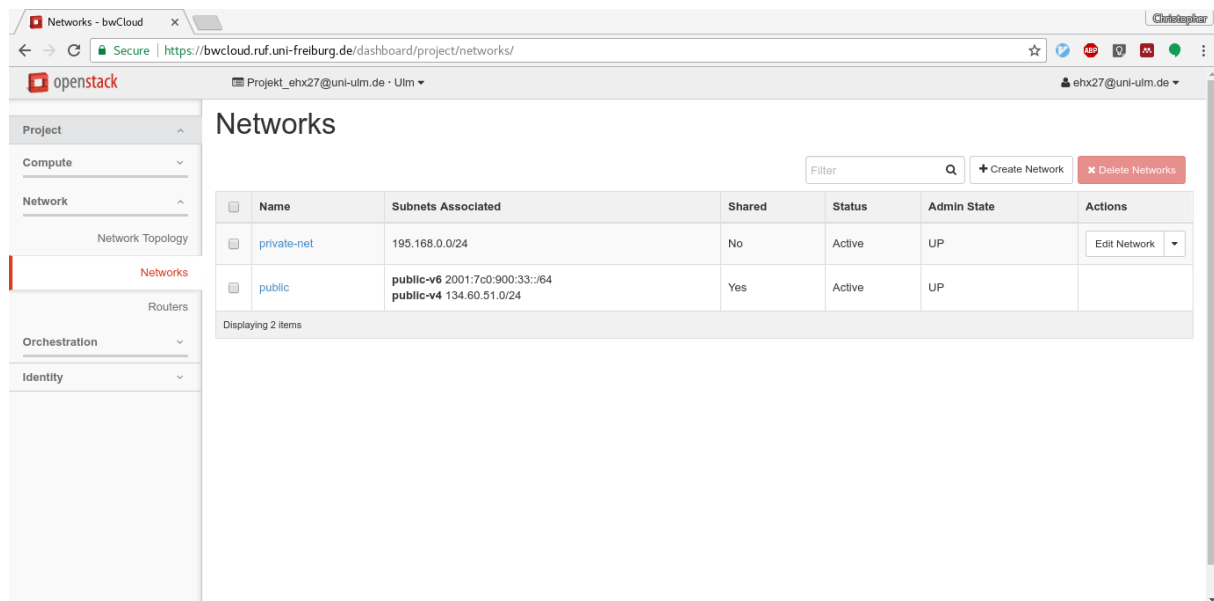 Networks - bwCloud
Christopher
Secure | https://bwcloud.ruf.uni-freiburg.de/dashboard/project/networks/
ABP
openstack
Projekt_ehx27@uni-ulm.de · Ulm
ehx27@uni-ulm.de
Project
Compute
Network
Network Topology
Networks
Routers
Orchestration
Identity
Networks
Filter
Create Network
Delete Networks
Name Subnets Associated Shared Status Admin State Actions
private-net 195.168.0.0/24 No Active UP Edit Network
public public-v6 2001:7c0:900:33::/64 Yes Active UP
public-v4 134.60.51.0/24
Displaying 2 items